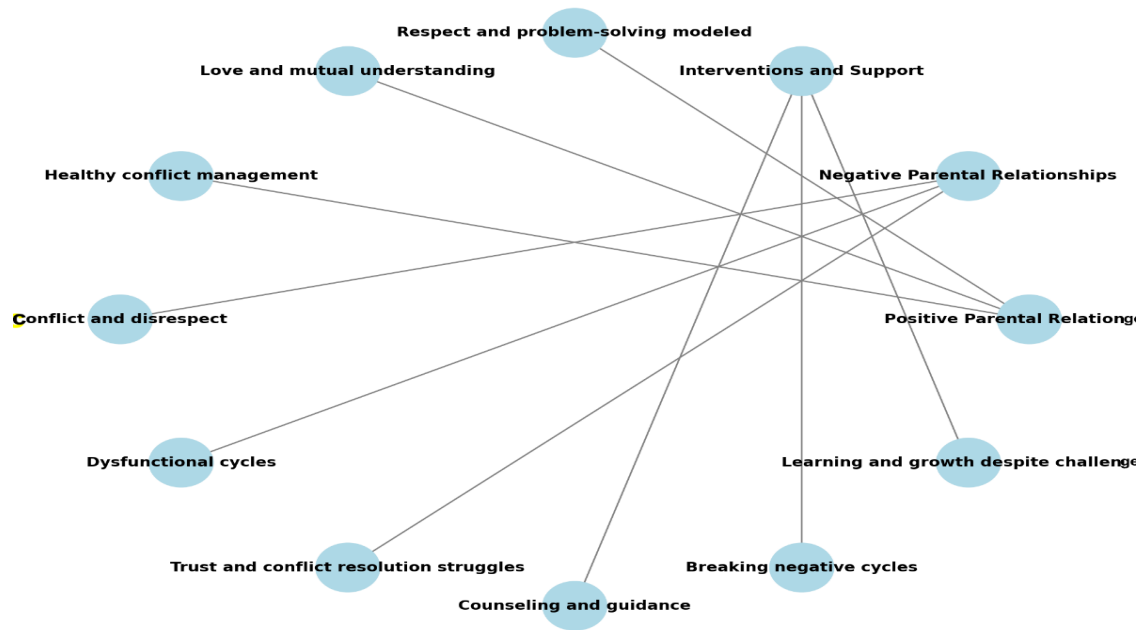 Respect and problem-solving modeled
Love and mutual understanding
Interventions and Support
Healthy conflict management
Negative Parental Relationships
Conflict and disrespect
Positive Parental Relation
Dysfunctional cycles
Learning and growth despite challenge
Trust and conflict resolution struggles
Breaking negative cycles
Counseling and guidance